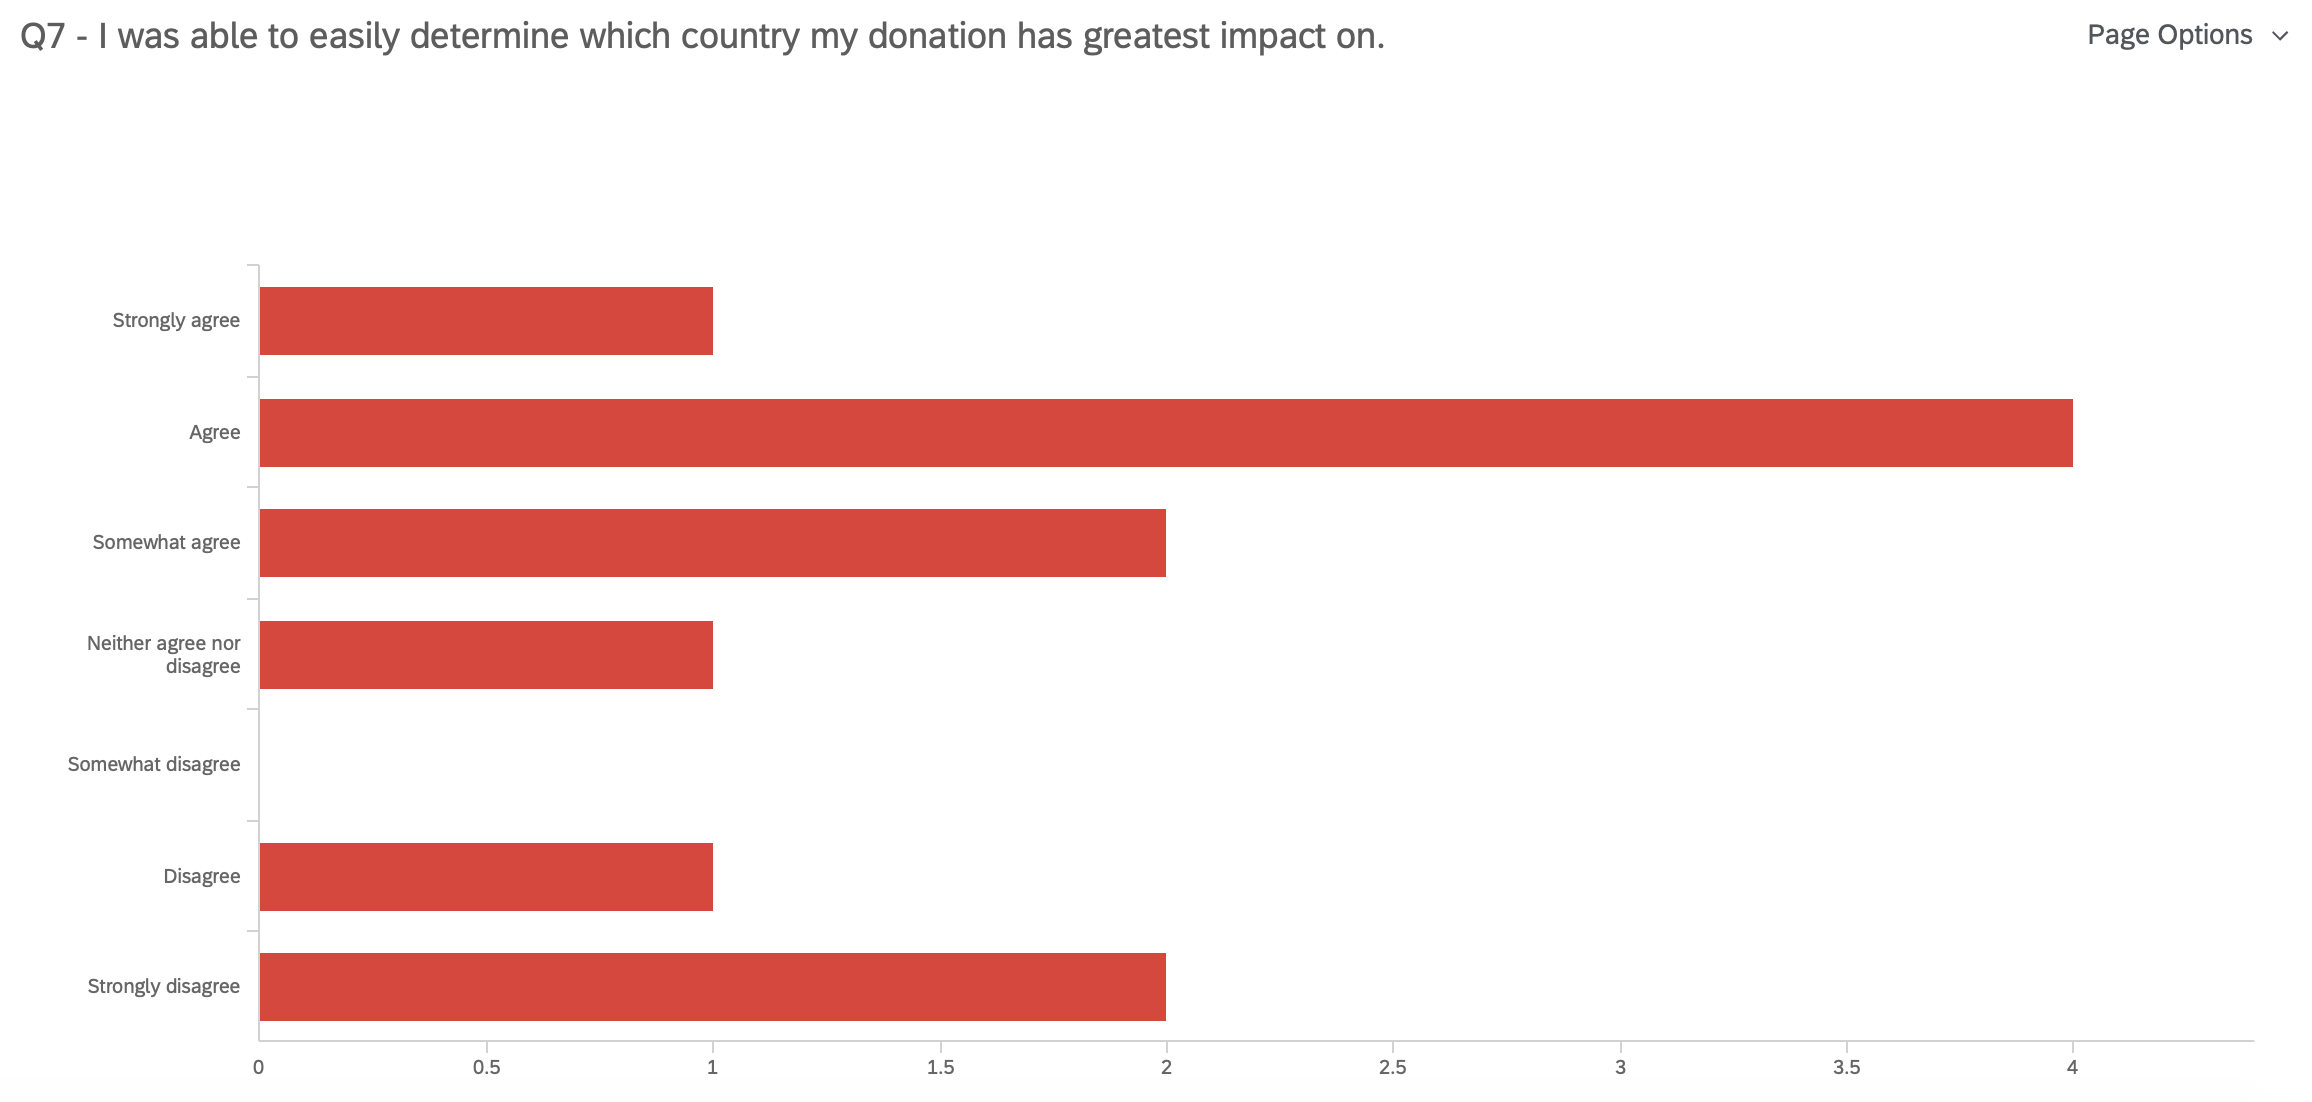 Q7 - I was able to easily determine which country my donation has greatest impact on.
Page Options
Strongly agree
Agree
Somewhat agree
Neither agree nor
disagree
Somewhat disagree
Disagree
Strongly disagree
0 0.5 1 1.5 2 2.5 3 3.5 4